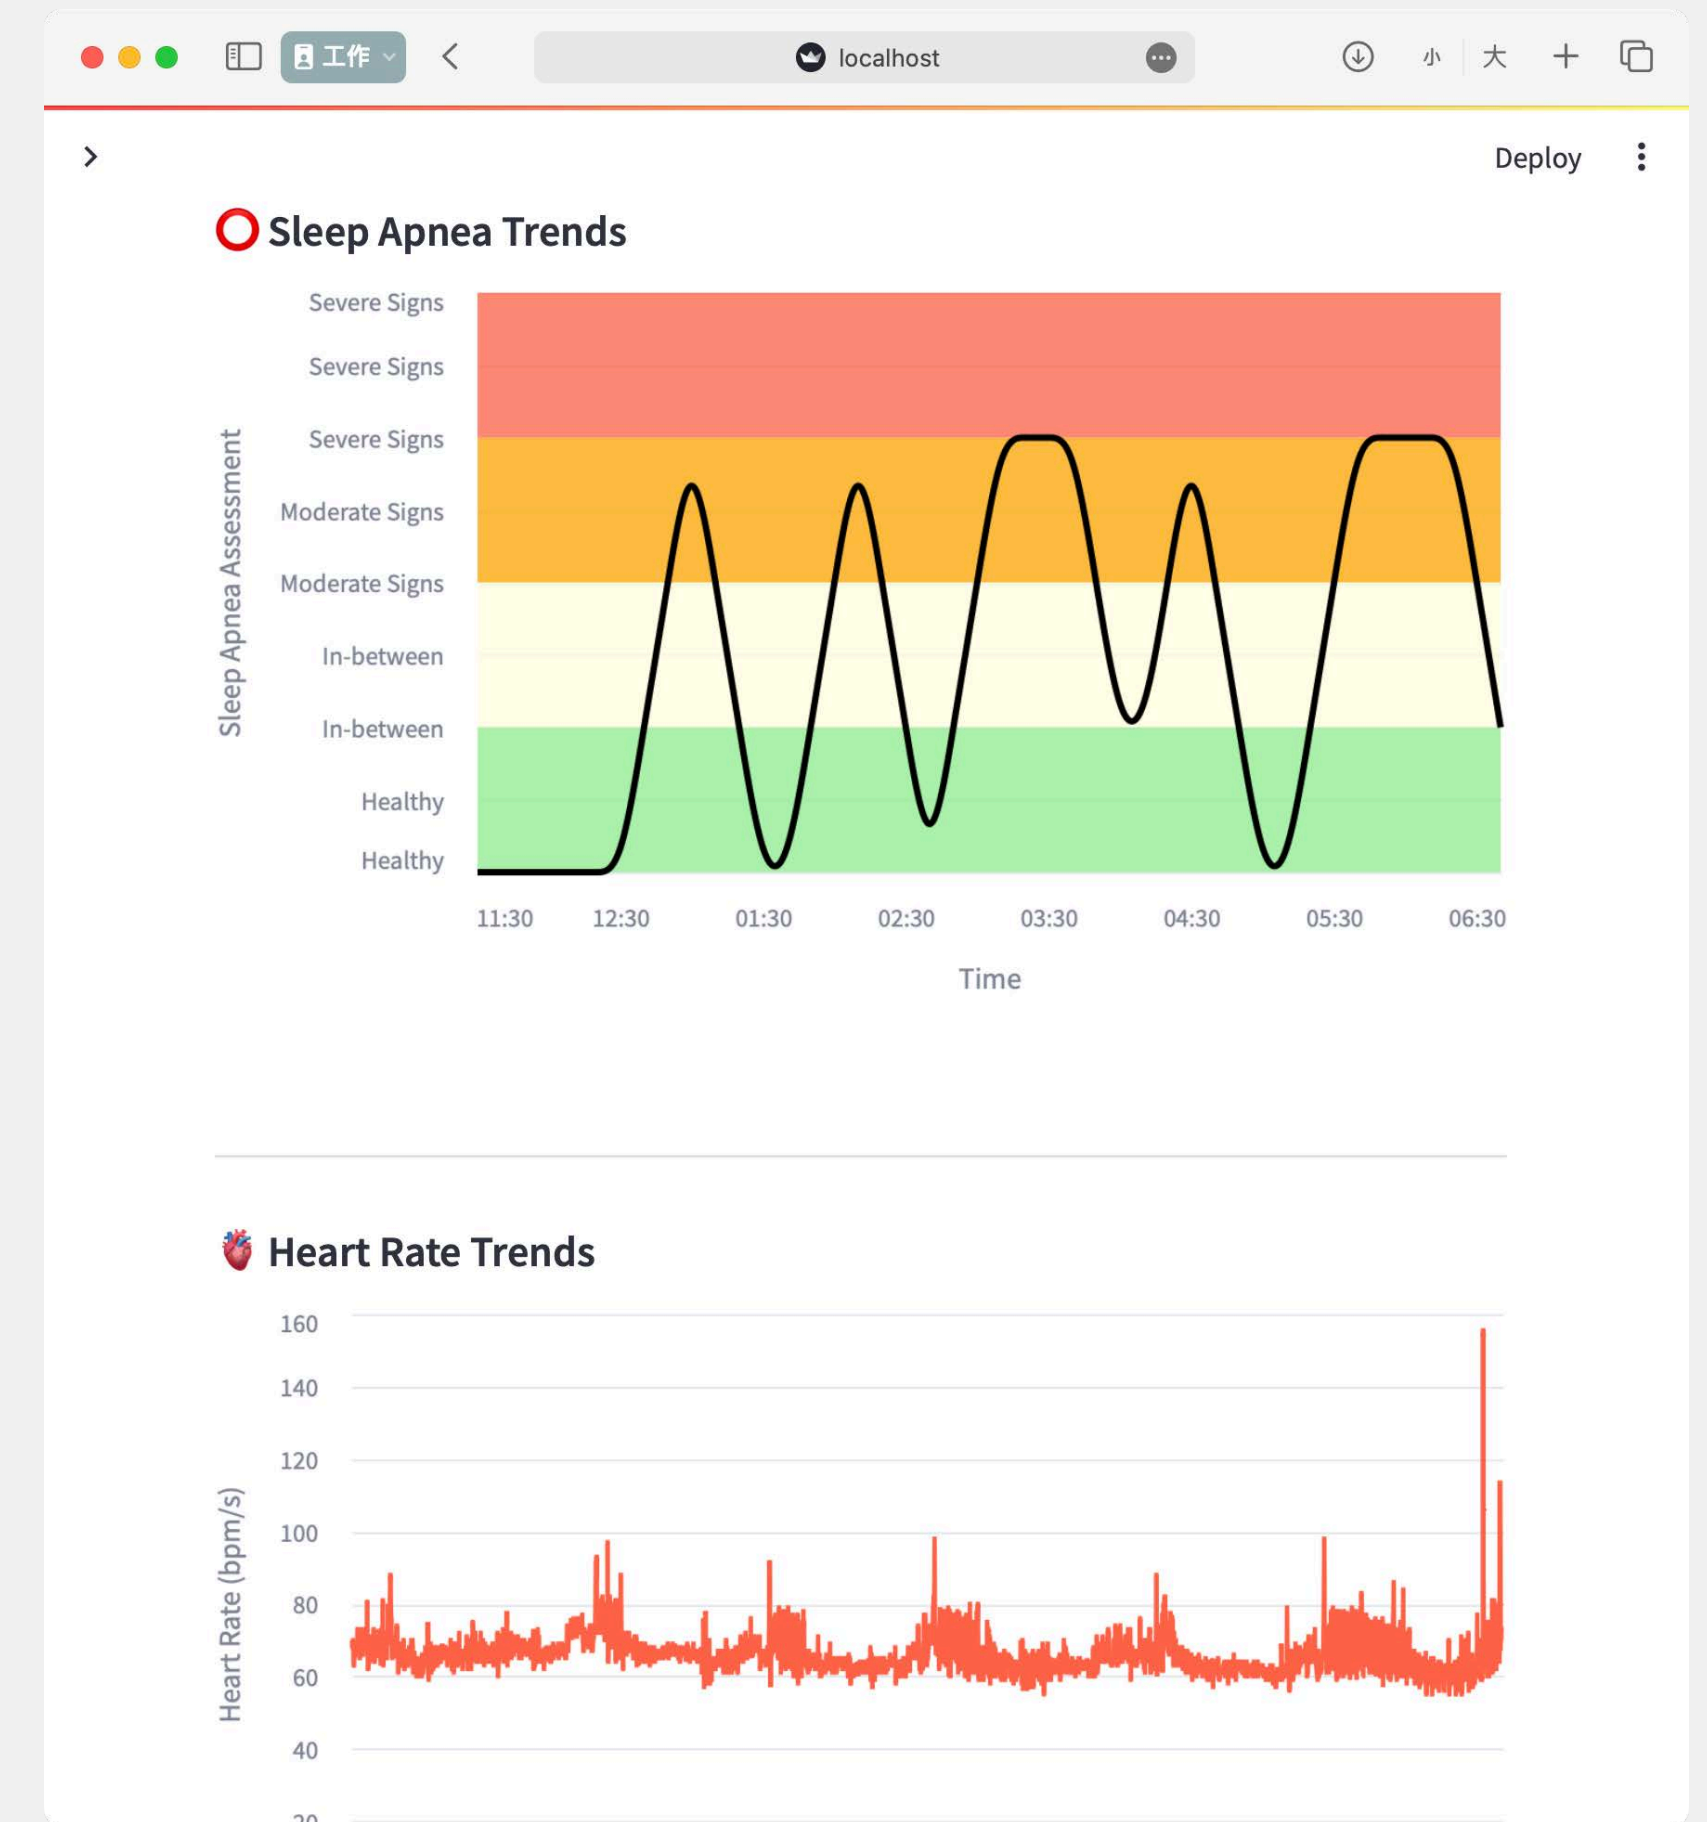 工作
localhost
小 大
Deploy
Sleep Apnea Trends
Sleep Apnea Assessment
Severe Signs
Severe Signs
Severe Signs
Moderate Signs
Moderate Signs
In-between
In-between
Healthy
Healthy
11:30 12:30 01:30 02:30 03:30 04:30 05:30 06:30
Time
Heart Rate Trends
Heart Rate (bpm/s)
160
140
120
100
80
60
40